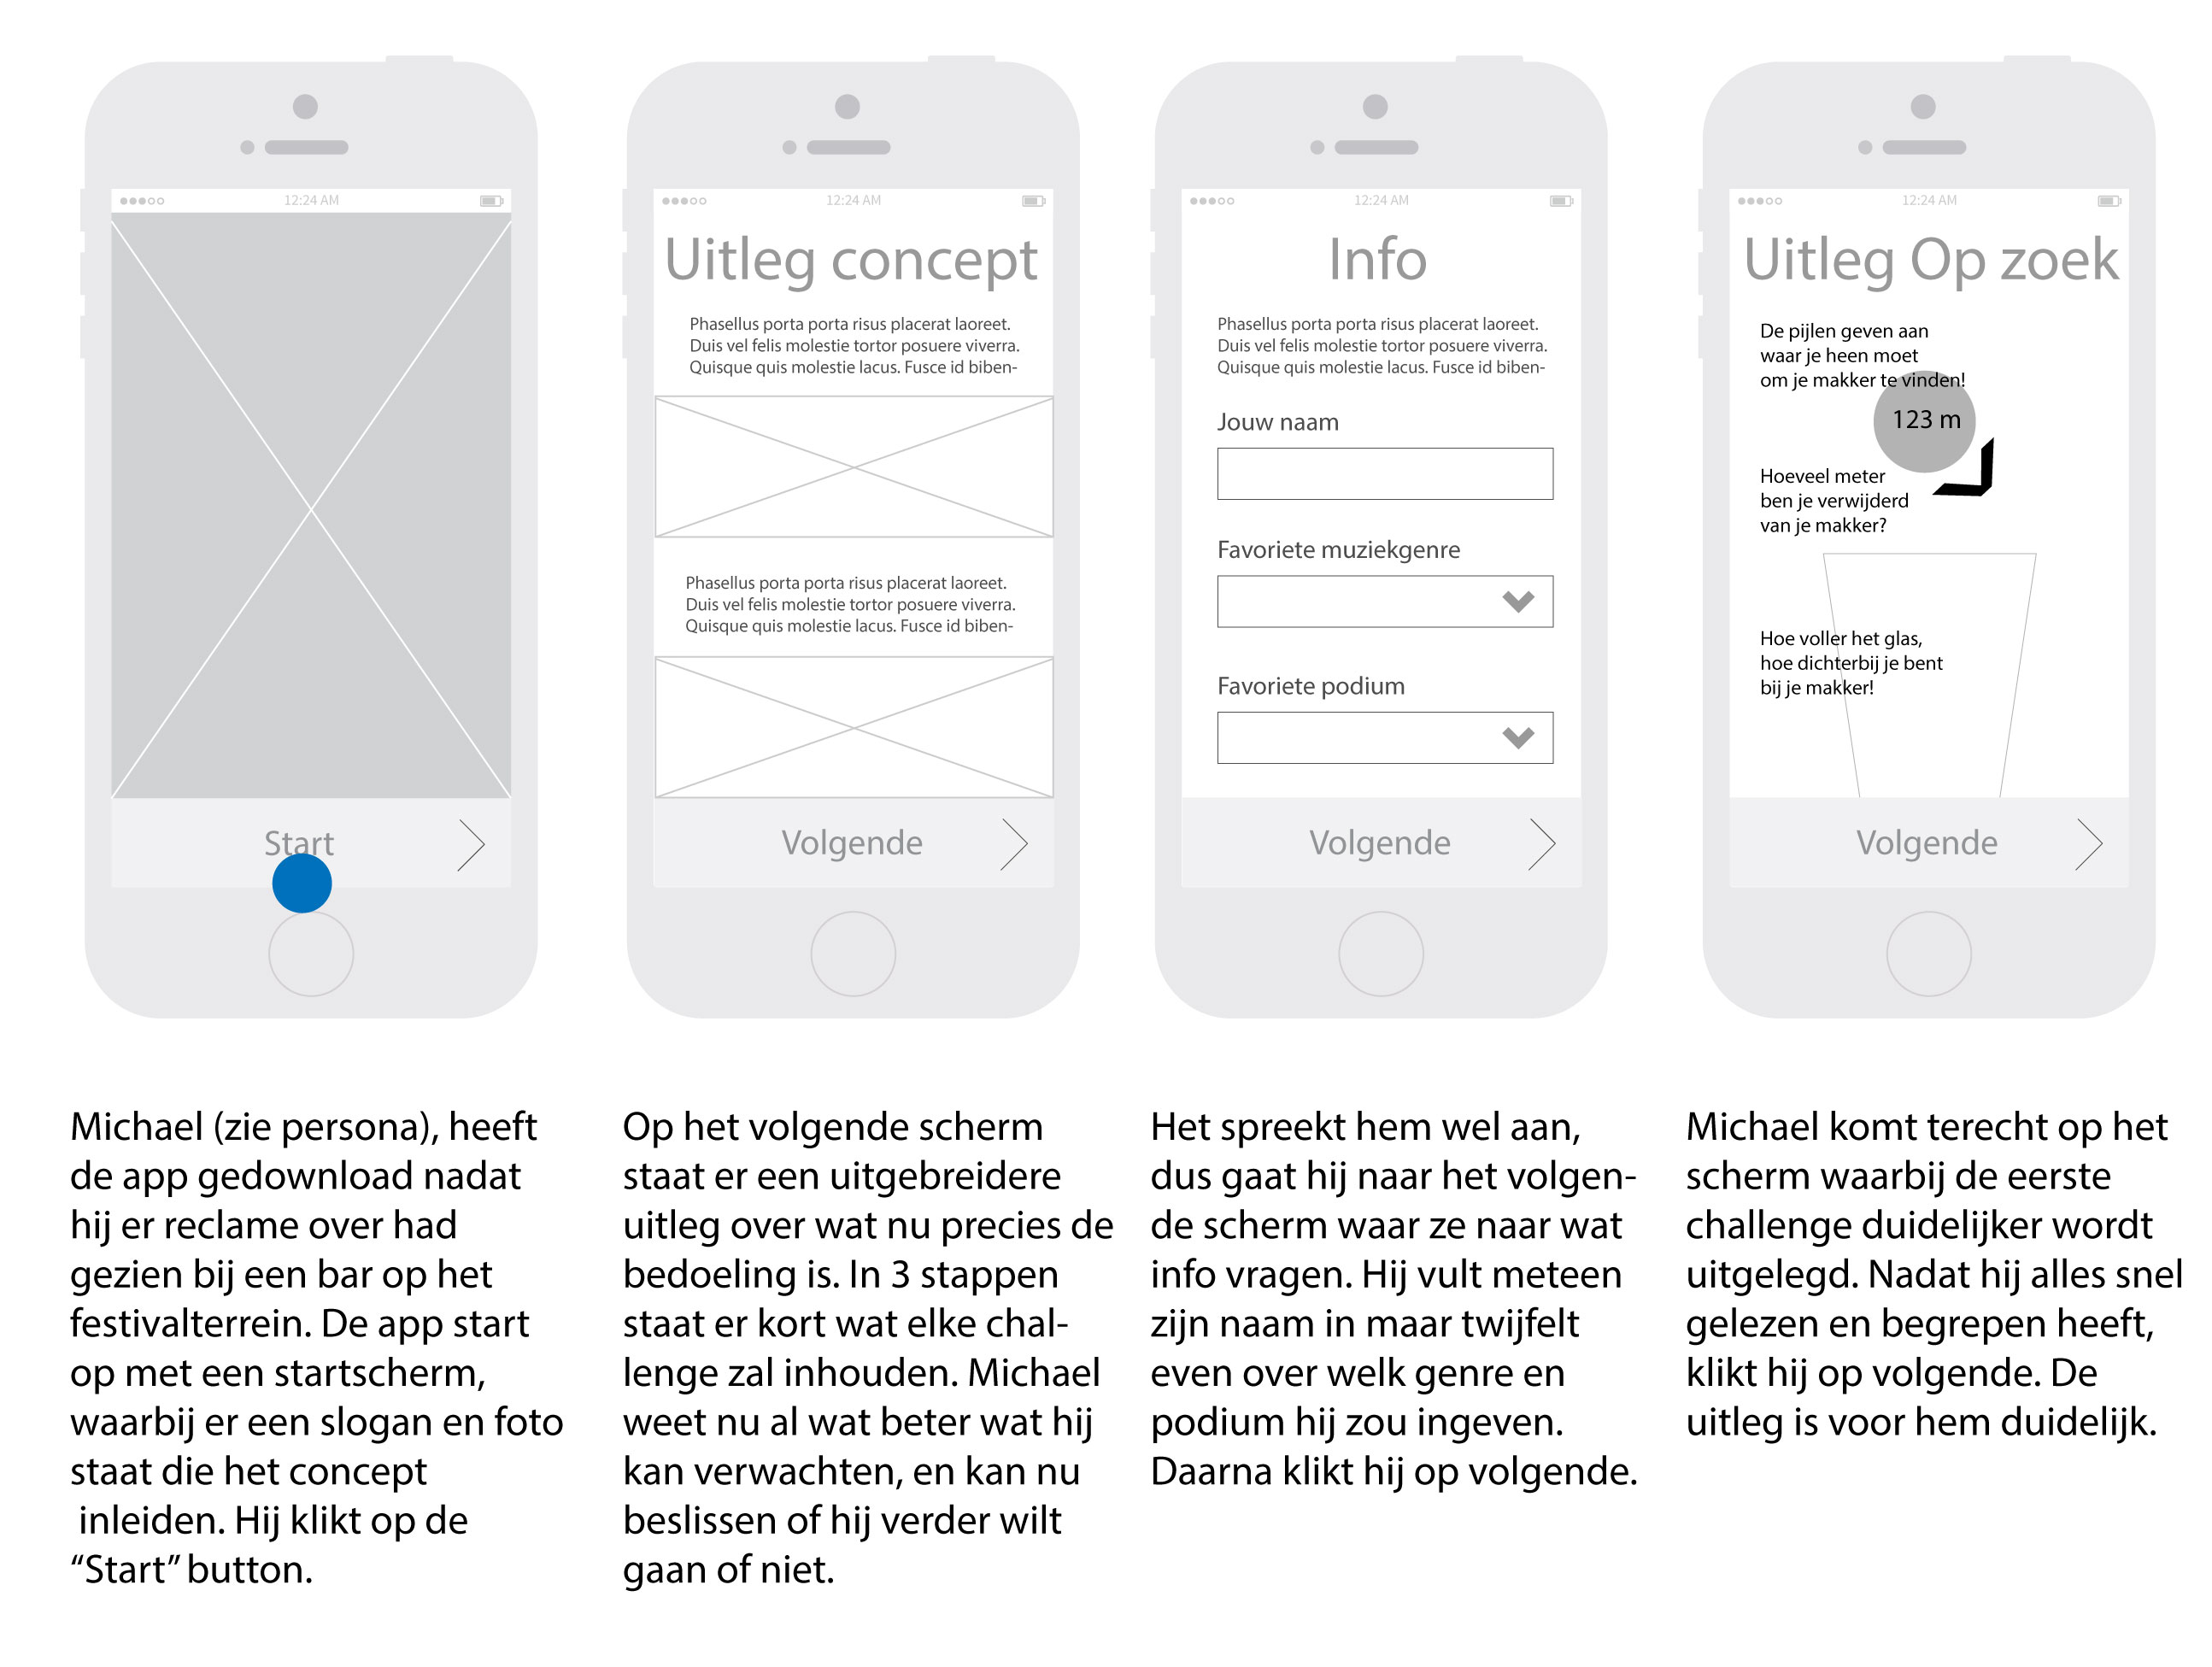 12:24 AM
Start
Michael (zie persona), heeft
de app gedownload nadat
hij er reclame over had
gezien bij een bar op het
festivalterrein. De app start
op met een startscherm,
waarbij er een slogan en foto
staat die het concept
inleiden. Hij klikt op de
“Start” button.
12:24 AM
Uitleg concept
Phasellus porta porta risus placerat laoreet.
Duis vel felis molestie tortor posuere viverra.
Quisque quis molestie lacus. Fusce id biben-
Phasellus porta porta risus placerat laoreet.
Duis vel felis molestie tortor posuere viverra.
Quisque quis molestie lacus. Fusce id biben-
Volgende
Op het volgende scherm
staat er een uitgebreidere
uitleg over wat nu precies de
bedoeling is. In 3 stappen
staat er kort wat elke chal-
lenge zal inhouden. Michael
weet nu al wat beter wat hij
kan verwachten, en kan nu
beslissen of hij verder wilt
gaan of niet.
12:24 AM
Info
Phasellus porta porta risus placerat laoreet.
Duis vel felis molestie tortor posuere viverra.
Quisque quis molestie lacus. Fusce id biben-
Jouw naam
Favoriete muziekgenre
Favoriete podium
Volgende
Het spreekt hem wel aan,
dus gaat hij naar het volgen-
de scherm waar ze naar wat
info vragen. Hij vult meteen
zijn naam in maar twijfelt
even over welk genre en
podium hij zou ingeven.
Daarna klikt hij op volgende.
12:24 AM
Uitleg Op zoek
De pijlen geven aan
waar je heen moet
om je makker te vinden!
123 m
Hoeveel meter
ben je verwijderd
van je makker?
Hoe voller het glas,
hoe dichterbij je bent
bij je makker!
Volgende
Michael komt terecht op het
scherm waarbij de eerste
challenge duidelijker wordt
uitgelegd. Nadat hij alles snel
gelezen en begrepen heeft,
klikt hij op volgende. De
uitleg is voor hem duidelijk.